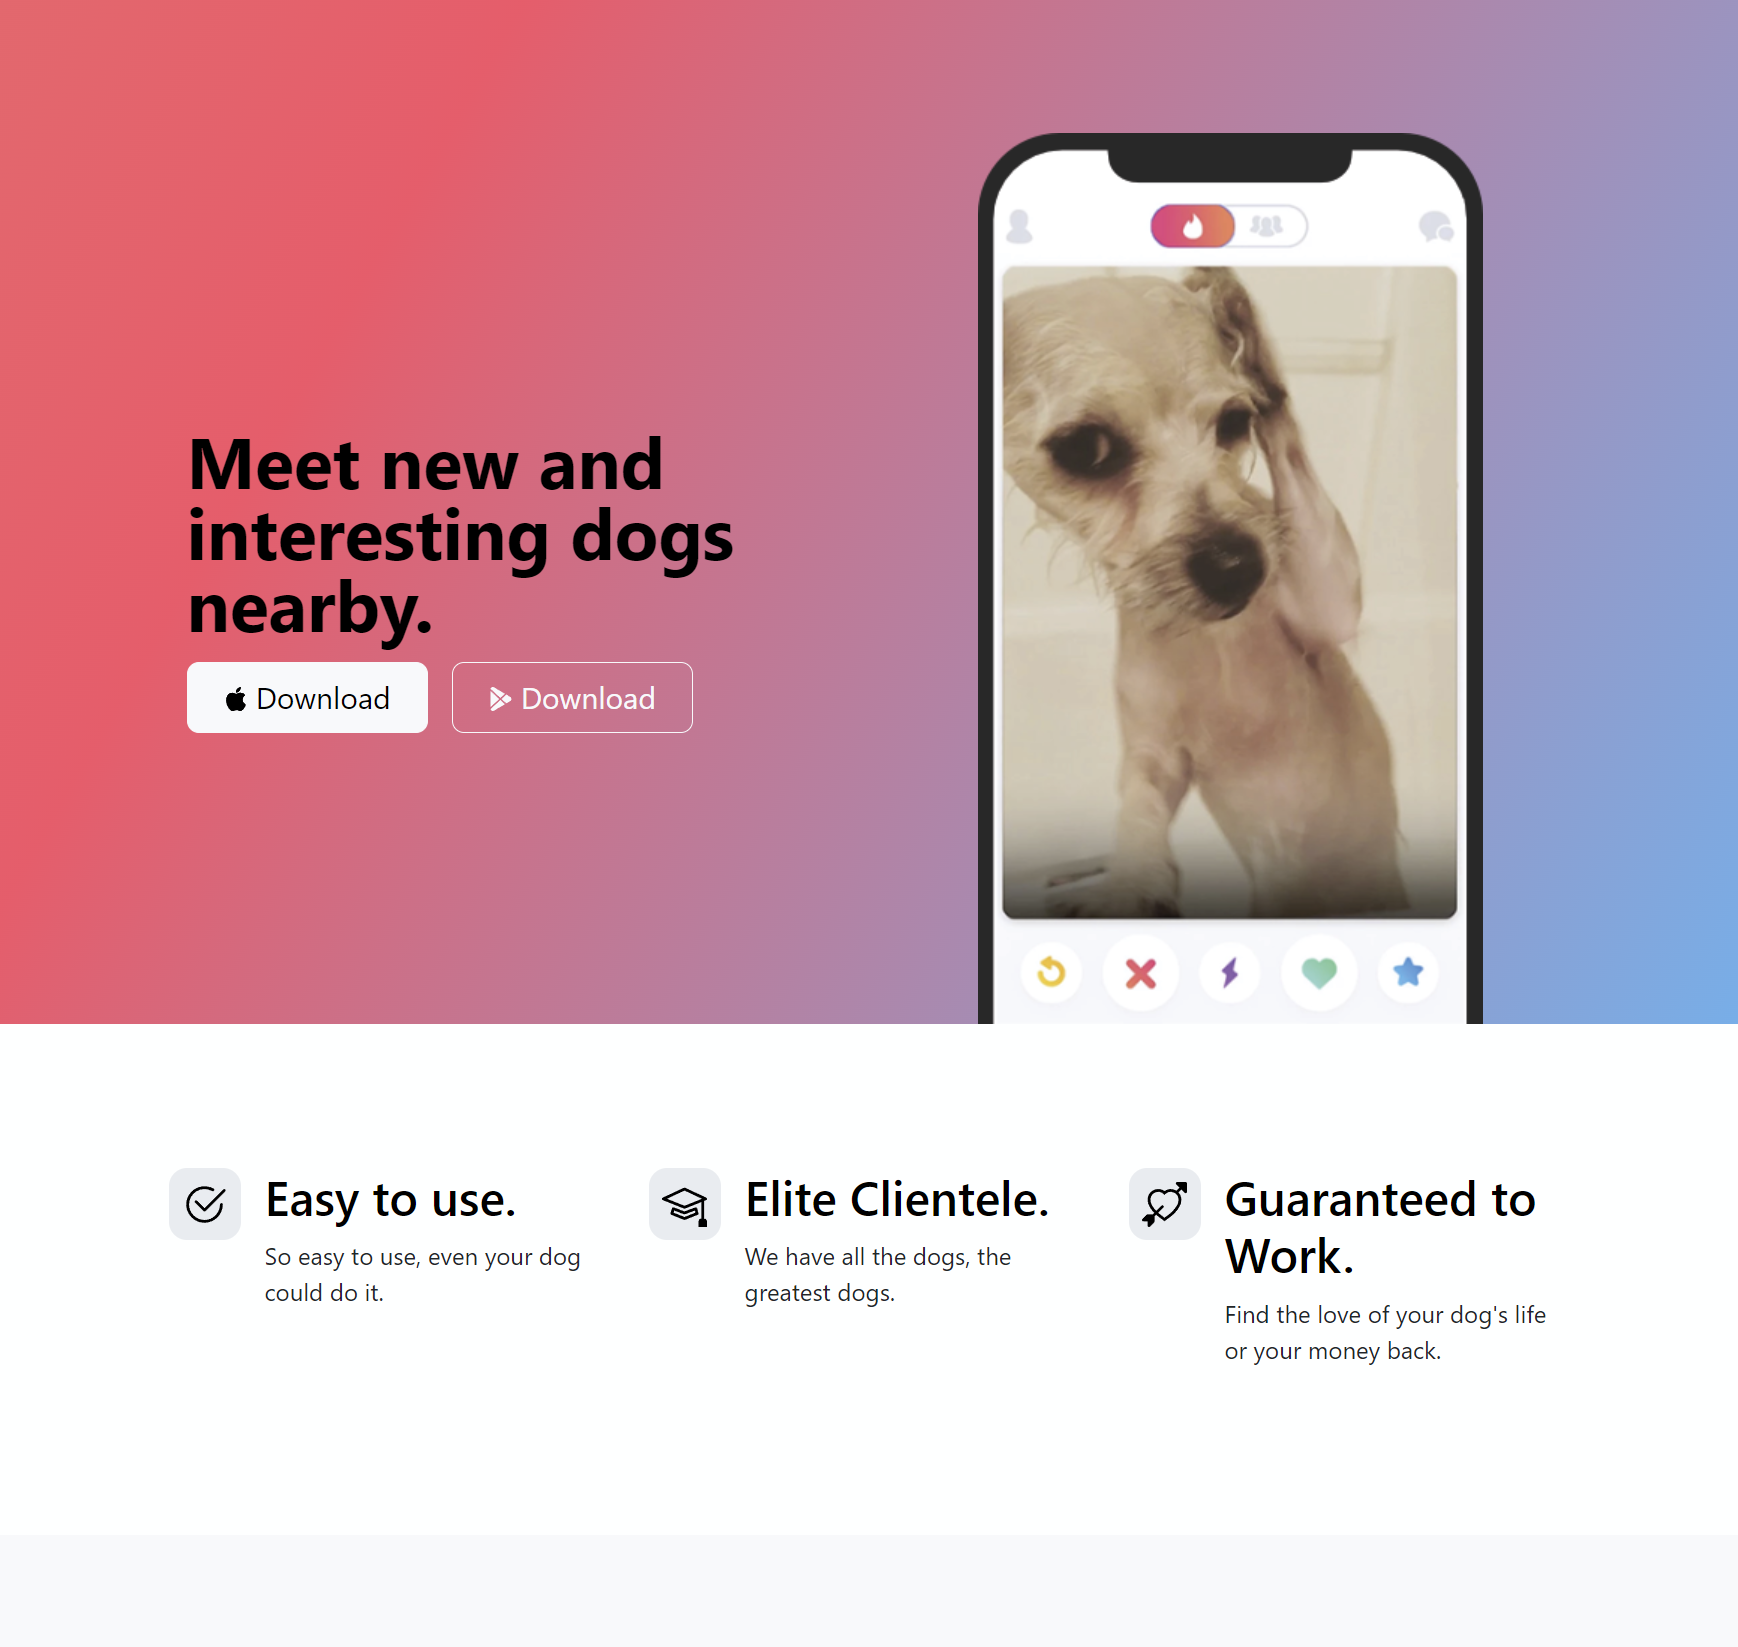 Meet new and
interesting dogs
nearby.
Download
Download
Easy to use.
So easy to use, even your dog
could do it.
Elite Clientele.
We have all the dogs, the
greatest dogs.
Guaranteed to
Work.
Find the love of your dog's life
or your money back.